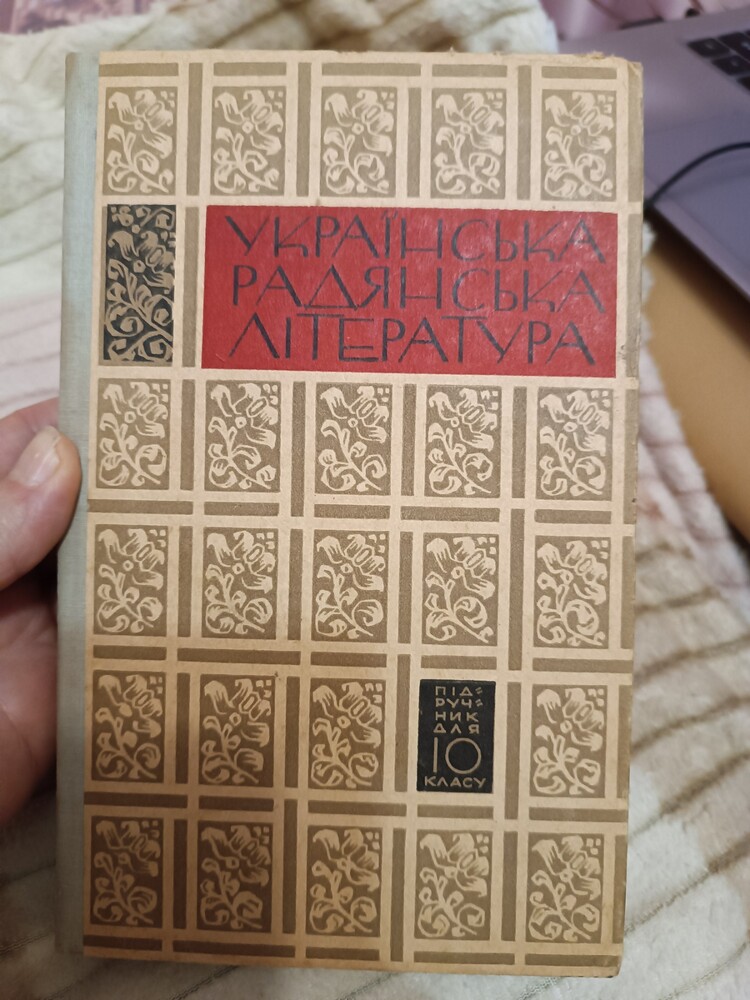 УКРАЇНСЬКА
РАДЯНСЬКА
ЛІТЕРАТУРА
ПІД=
РУЧ=
НИК
ДЛЯ
10
КЛАСУ